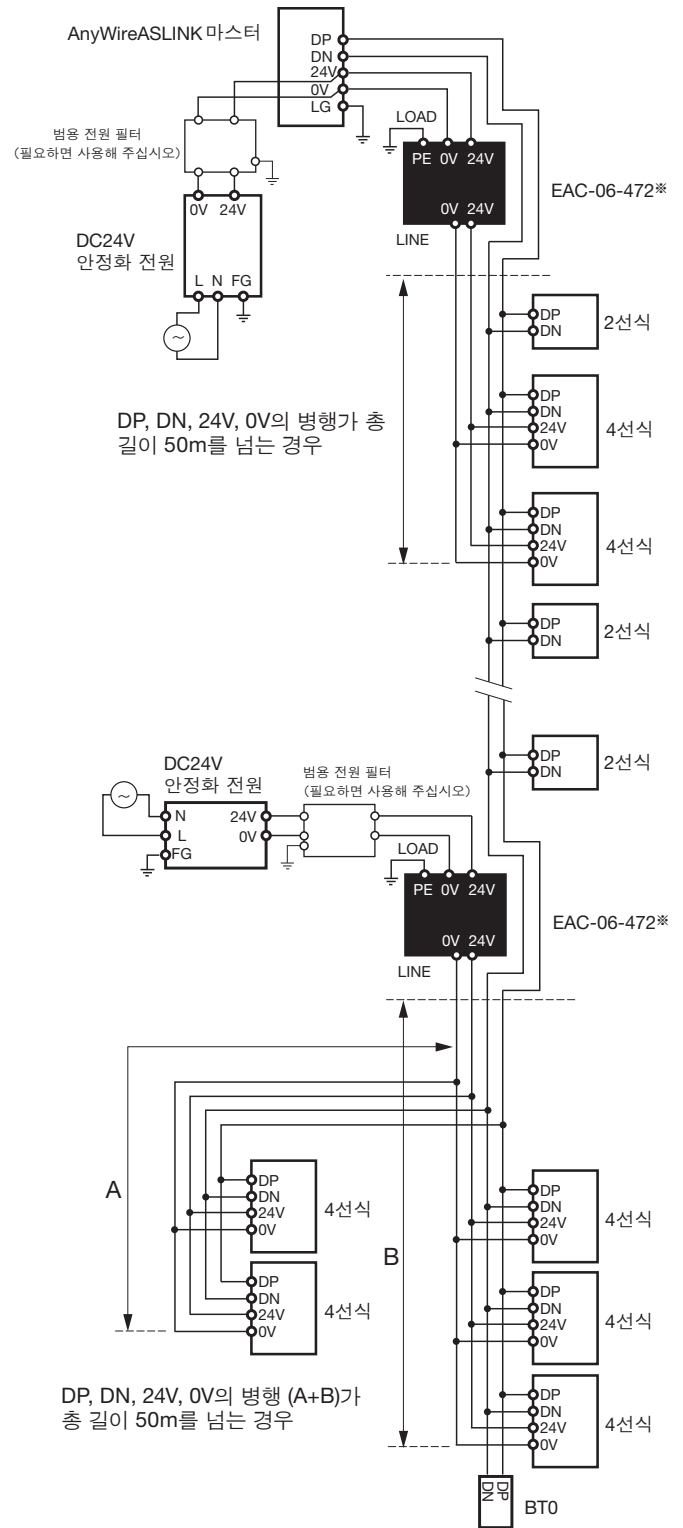 AnyWireASLINK 마스터
DP
DN
24V
0V
LG
범용 전원 필터
(필요하면 사용해 주십시오)
0V 24V
DC24V
안정화 전원
L N FG
LOAD
PE 0V 24V
0V 24V
LINE
EAC-06-472※
DP
DN
2선식
DP
DN
24V
0V
4선식
DP, DN, 24V, 0V의 병행가 총
길이 50m를 넘는 경우
DP
DN
24V
0V
4선식
DP
DN
2선식
DP
DN
2선식
DC24V
안정화 전원
N
L
FG
24V
0V
범용 전원 필터
(필요하면 사용해 주십시오)
LOAD
PE 0V 24V
0V 24V
LINE
EAC-06-472※
A
DP
DN
24V
0V
4선식
DP
DN
24V
0V
4선식
B
DP
DN
24V
0V
4선식
DP
DN
24V
0V
4선식
DP
DN
24V
0V
4선식
DP, DN, 24V, 0V의 병행 (A+B)가
총 길이 50m를 넘는 경우
DP
DN
BT0